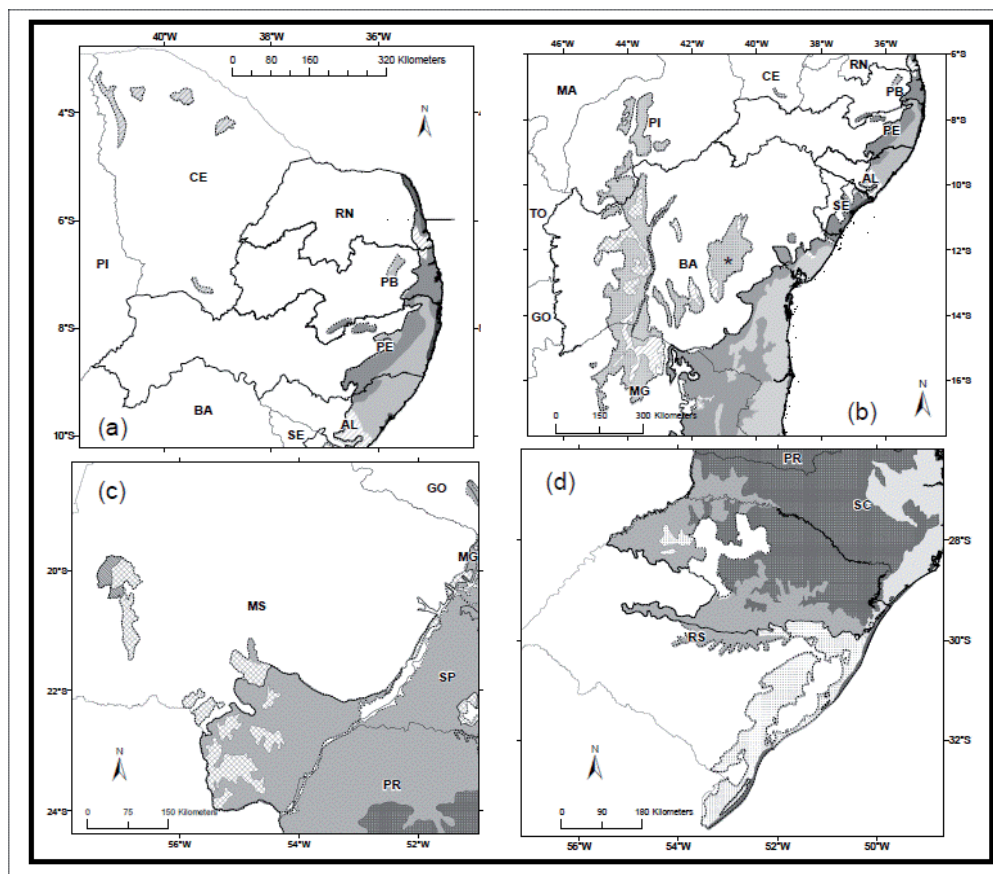 40°W 38°W 36°W
0 80 160 320 Kilometers
N
4°S
CE
RN
6°S
PI
PB
8°S
PE
BA
(a)
AL
SE
10°S
46°W 44°W 42°W 40°W 38°W 36°W
6°S
RN
CE
MA
PB
8°S
PI
PE
AL
10°S
TO
SE
12°S
BA
*
GO
14°S
N
MG
16°S
0 150 300 Kilometers
(b)
(c)
GO
MG
20°S
MS
SP
22°S
N
PR
0 75 150 Kilometers
24°S
56°W 54°W 52°W
PR
(d)
SC
28°S
RS
30°S
32°S
N
0 90 180 Kilometers
56°W 54°W 52°W 50°W